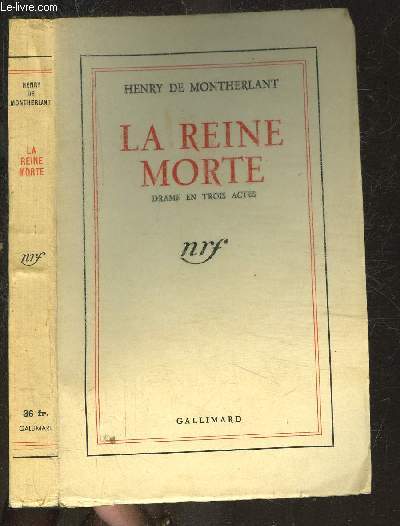 Le-livre.com
HENRY
DE
MONTHERLANT
LA
REINE
MORTE
nrf
36 fr.
GALLIMARD
HENRY DE MONTHERLANT
LA REINE
MORTE
DRAME EN TROIS ACTES
nrf
GALLIMARD